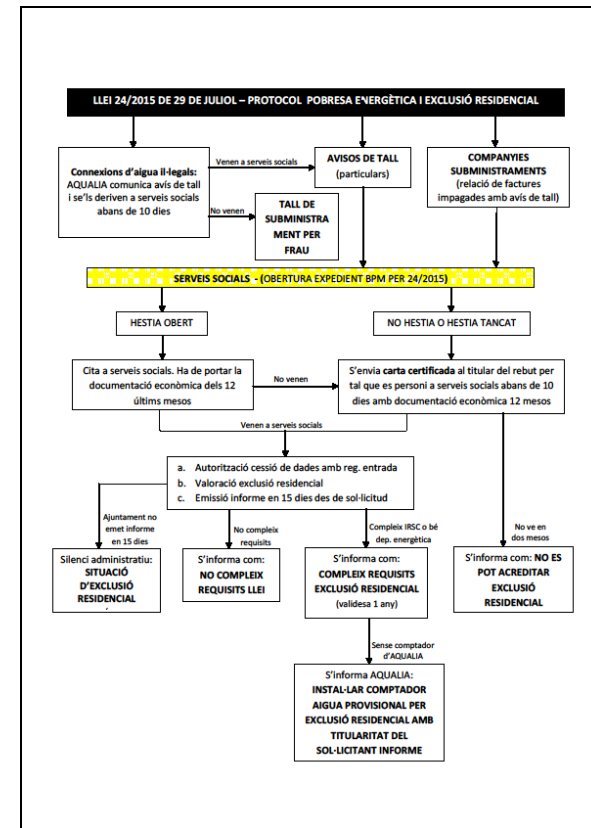 LLEI 24/2015 DE 29 DE JULIOL – PROTOCOL POBRESA ENERGÈTICA I EXCLUSIÓ RESIDENCIAL
Connexions d'aigua il·legals:
AQUALIA comunica avís de tall
i se'ls deriven a serveis socials
abans de 10 dies
Venen a serveis socials
No venen
AVISOS DE TALL
(particulars)
COMPANYIES
SUBMINISTRAMENTS
(relació de factures
impagades amb avís de tall)
TALL DE
SUBMINISTRA
MENT PER
FRAU
SERVEIS SOCIALS - (OBERTURA EXPEDIENT BPM PER 24/2015)
HESTIA OBERT
NO HESTIA O HESTIA TANCAT
Cita a serveis socials. Ha de portar la
documentació econòmica dels 12
últims mesos
No venen
S'envia carta certificada al titular del rebut per
tal que es personi a serveis socials abans de 10
dies amb documentació econòmica 12 mesos
Venen a serveis socials
a. Autorització cessió de dades amb reg. entrada
b. Valoració exclusió residencial
c. Emissió informe en 15 dies des de sol·licitud
Ajuntament no
emet informe
en 15 dies
No compleix
requisits
Compleix IRSC o bé
dep. energètica
No ve en
dos mesos
Silenci administratiu:
SITUACIÓ
D'EXCLUSIÓ
RESIDENCIAL
S'informa com:
NO COMPLEIX
REQUISITS LLEI
S'informa com:
COMPLEIX REQUISITS
EXCLUSIÓ RESIDENCIAL
(validesa 1 any)
S'informa com: NO ES
POT ACREDITAR
EXCLUSIÓ
RESIDENCIAL
Sense comptador
d'AQUALIA
S'informa AQUALIA:
INSTAL·LAR COMPTADOR
AIGUA PROVISIONAL PER
EXCLUSIÓ RESIDENCIAL AMB
TITULARITAT DEL
SOL·LICITANT INFORME